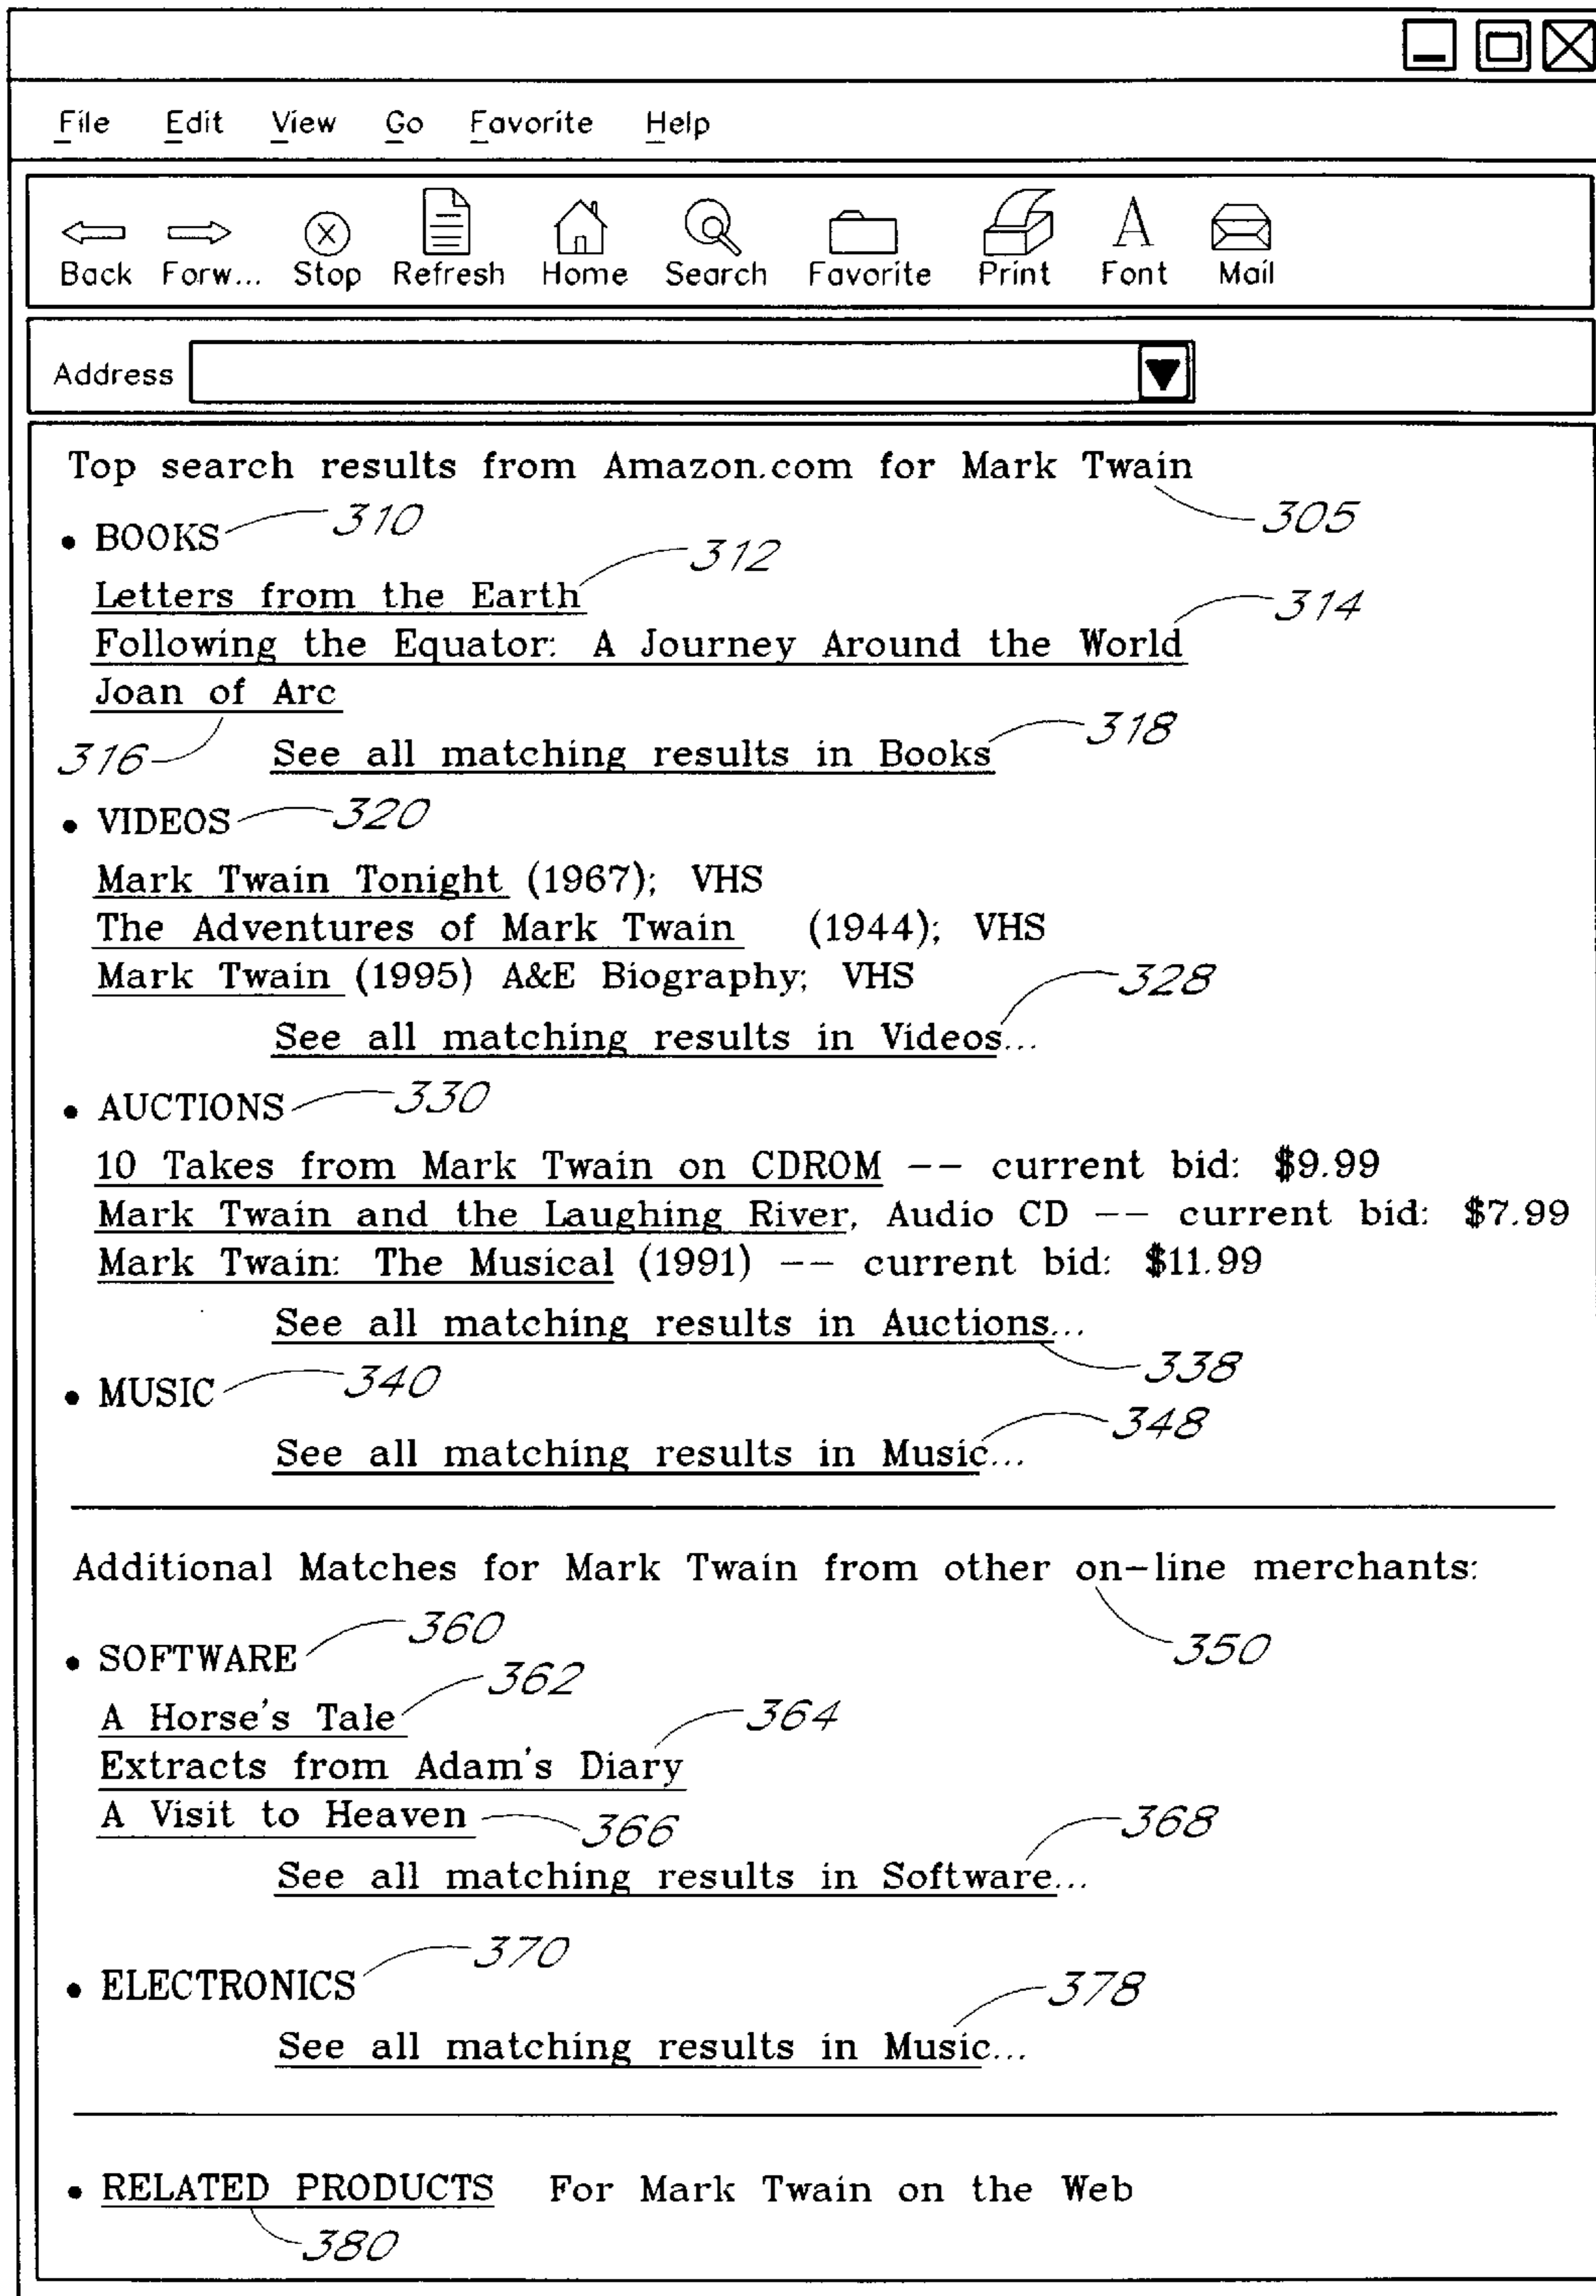 File Edit View Go Favorite Help
Back Forw... Stop Refresh Home Search Favorite Print Font Mail
Address
Top search results from Amazon.com for Mark Twain
305
• BOOKS 310
Letters from the Earth 312
Following the Equator: A Journey Around the World 314
Joan of Arc
316 See all matching results in Books 318
• VIDEOS 320
Mark Twain Tonight (1967); VHS
The Adventures of Mark Twain (1944); VHS
Mark Twain (1995) A&E Biography; VHS 328
See all matching results in Videos...
• AUCTIONS 330
10 Takes from Mark Twain on CDROM -- current bid: $9.99
Mark Twain and the Laughing River, Audio CD -- current bid: $7.99
Mark Twain: The Musical (1991) -- current bid: $11.99
See all matching results in Auctions...
338
• MUSIC 340
348
See all matching results in Music...
Additional Matches for Mark Twain from other on-line merchants:
350
• SOFTWARE 360
A Horse's Tale 362
Extracts from Adam's Diary 364
A Visit to Heaven 366
368
See all matching results in Software...
• ELECTRONICS 370
378
See all matching results in Music...
• RELATED PRODUCTS For Mark Twain on the Web
380